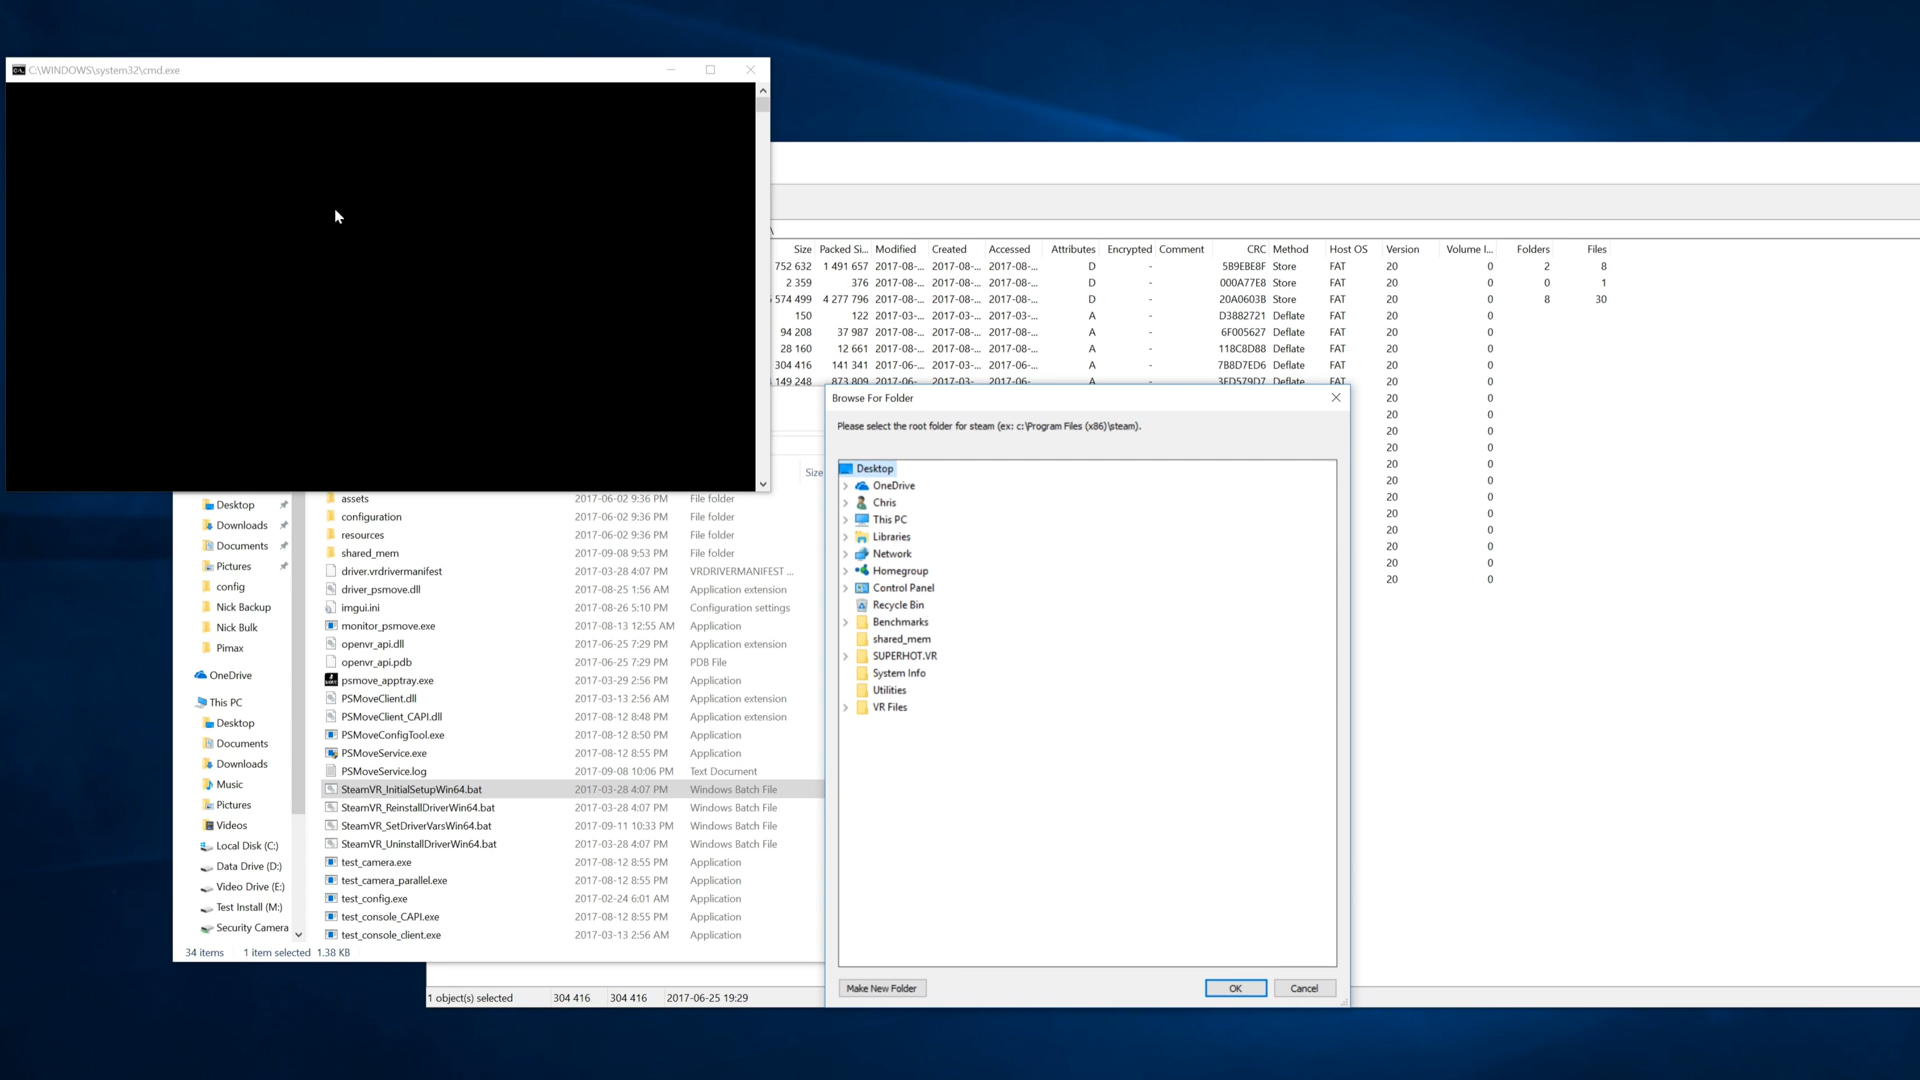 C:\WINDOWS\system32\cmd.exe
\
Size Packed Si... Modified Created Accessed Attributes Encrypted Comment CRC Method Host OS Version Volume I... Folders Files
752 632 1 491 657 2017-08-... 2017-08-... 2017-08-... D - 5B9EBE8F Store FAT 20 0 2 8
2 359 376 2017-08-... 2017-08-... 2017-08-... D - 000A77E8 Store FAT 20 0 0 1
574 499 4 277 796 2017-08-... 2017-08-... 2017-08-... D - 20A0603B Store FAT 20 0 8 30
150 122 2017-03-... 2017-03-... 2017-03-... A - D3882721 Deflate FAT 20 0
94 208 37 987 2017-08-... 2017-08-... 2017-08-... A - 6F005627 Deflate FAT 20 0
28 160 12 661 2017-08-... 2017-08-... 2017-08-... A - 118C8D88 Deflate FAT 20 0
304 416 141 341 2017-06-... 2017-03-... 2017-06-... A - 7B8D7ED6 Deflate FAT 20 0
149 248 873 809 2017-06- 2017-03- 2017-06- A - 3FD579D7 Deflate FAT 20 0
20 0
20 0
20 0
20 0
20 0
20 0
20 0
20 0
20 0
20 0
20 0
20 0
Browse For Folder
Please select the root folder for steam (ex: c:\Program Files (x86)\steam).
Desktop
OneDrive
Chris
This PC
Libraries
Network
Homegroup
Control Panel
Recycle Bin
Benchmarks
shared_mem
SUPERHOT.VR
System Info
Utilities
VR Files
Make New Folder OK Cancel
Size
Desktop
Downloads
Documents
Pictures
config
Nick Backup
Nick Bulk
Pimax
OneDrive
This PC
Desktop
Documents
Downloads
Music
Pictures
Videos
Local Disk (C:)
Data Drive (D:)
Video Drive (E:)
Test Install (M:)
Security Camera
assets 2017-06-02 9:36 PM File folder
configuration 2017-06-02 9:36 PM File folder
resources 2017-06-02 9:36 PM File folder
shared_mem 2017-09-08 9:53 PM File folder
driver.vrdrivermanifest 2017-03-28 4:07 PM VRDRIVERMANIFEST ...
driver_psmove.dll 2017-08-25 1:56 AM Application extension
imgui.ini 2017-08-26 5:10 PM Configuration settings
monitor_psmove.exe 2017-08-13 12:55 AM Application
openvr_api.dll 2017-06-25 7:29 PM Application extension
openvr_api.pdb 2017-06-25 7:29 PM PDB File
psmove_apptray.exe 2017-03-29 2:56 PM Application
PSMoveClient.dll 2017-03-13 2:56 AM Application extension
PSMoveClient_CAPI.dll 2017-08-12 8:48 PM Application extension
PSMoveConfigTool.exe 2017-08-12 8:50 PM Application
PSMoveService.exe 2017-08-12 8:55 PM Application
PSMoveService.log 2017-09-08 10:06 PM Text Document
SteamVR_InitialSetupWin64.bat 2017-03-28 4:07 PM Windows Batch File
SteamVR_ReinstallDriverWin64.bat 2017-03-28 4:07 PM Windows Batch File
SteamVR_SetDriverVarsWin64.bat 2017-09-11 10:33 PM Windows Batch File
SteamVR_UninstallDriverWin64.bat 2017-03-28 4:07 PM Windows Batch File
test_camera.exe 2017-08-12 8:55 PM Application
test_camera_parallel.exe 2017-08-12 8:55 PM Application
test_config.exe 2017-02-24 6:01 AM Application
test_console_CAPI.exe 2017-08-12 8:55 PM Application
test_console_client.exe 2017-03-13 2:56 AM Application
34 items 1 item selected 1.38 KB
1 object(s) selected 304 416 304 416 2017-06-25 19:29